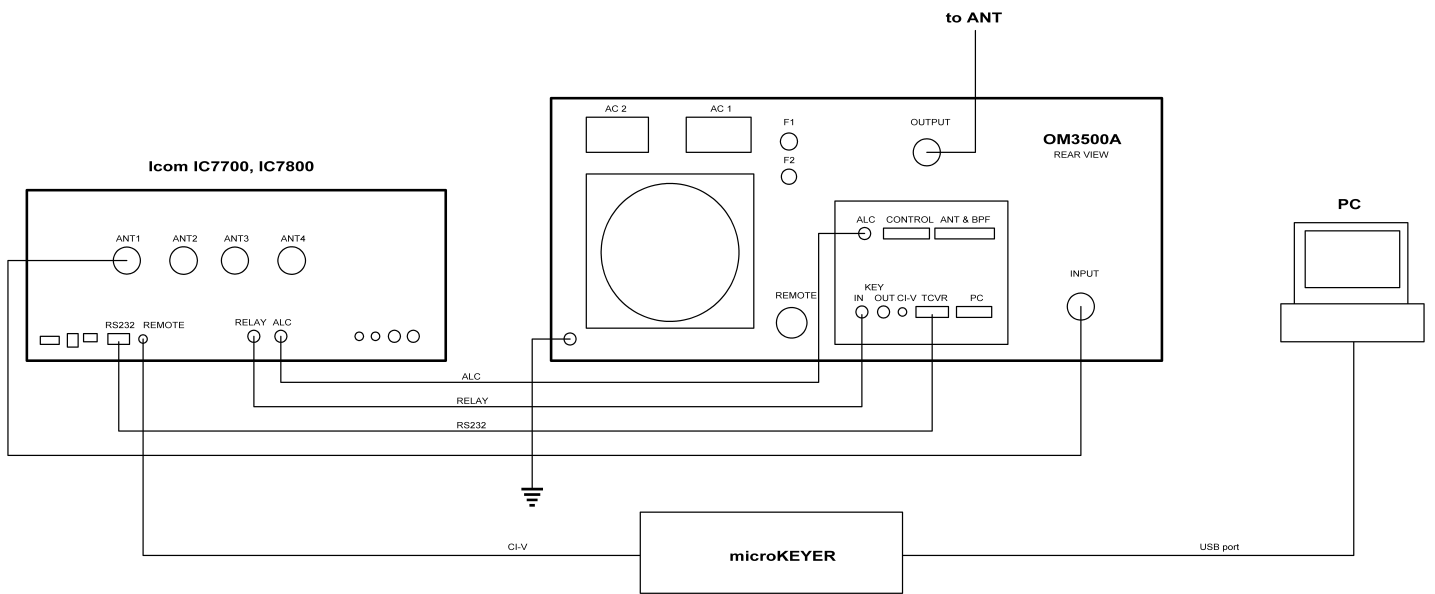 to ANT
AC 2
AC 1
F1
OUTPUT
OM3500A
REAR VIEW
F2
Icom IC7700, IC7800
PC
ALC
CONTROL
ANT & BPF
ANT1
ANT2
ANT3
ANT4
INPUT
KEY
REMOTE
IN
OUT
CI-V
TCVR
PC
RS232
REMOTE
RELAY
ALC
ALC
RELAY
RS232
CI-V
microKEYER
USB port